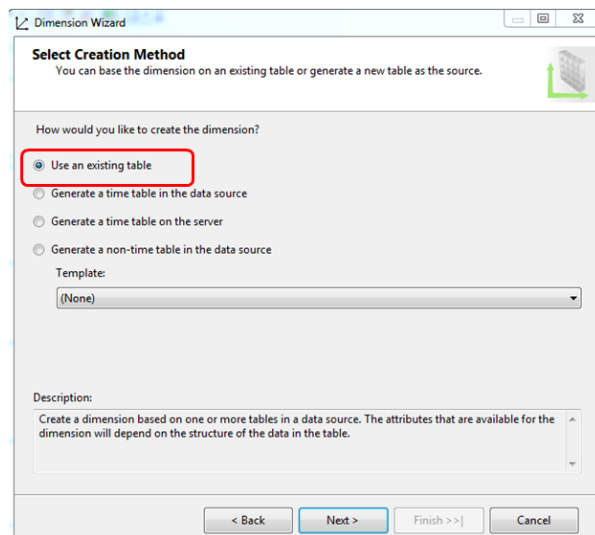 Dimension Wizard
Select Creation Method
You can base the dimension on an existing table or generate a new table as the source.
How would you like to create the dimension?
Use an existing table
Generate a time table in the data source
Generate a time table on the server
Generate a non-time table in the data source
Template:
(None)
Description:
Create a dimension based on one or more tables in a data source. The attributes that are available for the
dimension will depend on the structure of the data in the table.
< Back Next > Finish >>| Cancel